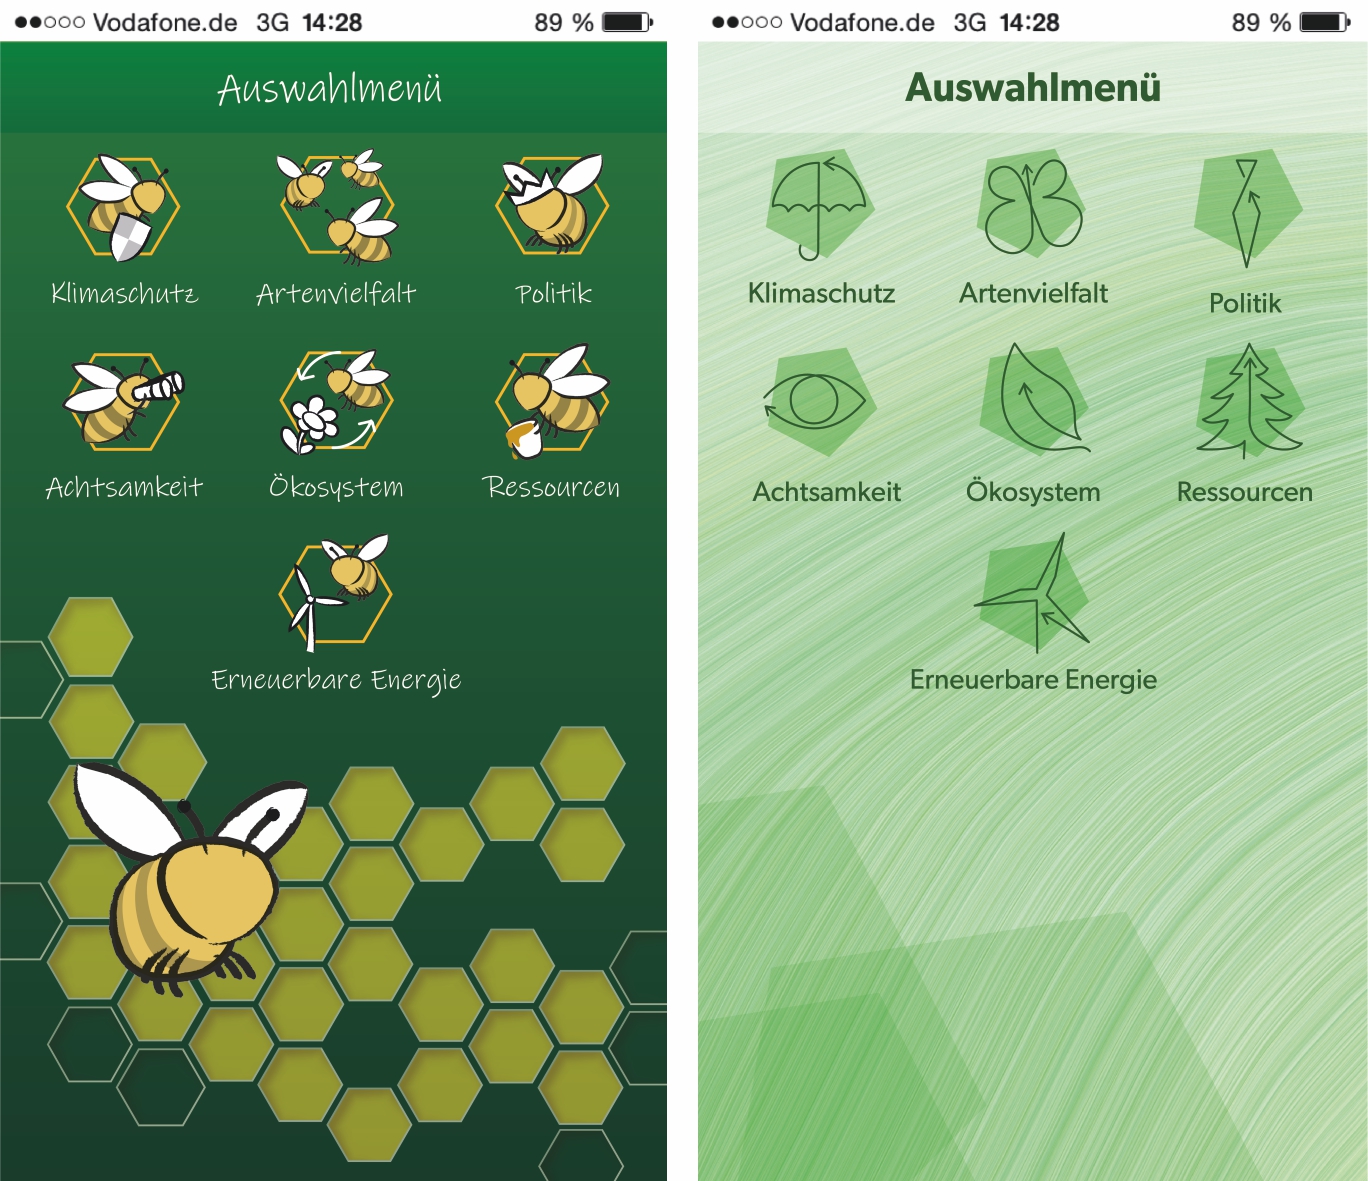 Vodafone.de 3G 14:28 89 %
Auswahlmenü
Klimaschutz Artenvielfalt Politik
Achtsamkeit Ökosystem Ressourcen
Erneuerbare Energie
Vodafone.de 3G 14:28 89 %
Auswahlmenü
Klimaschutz Artenvielfalt Politik
Achtsamkeit Ökosystem Ressourcen
Erneuerbare Energie